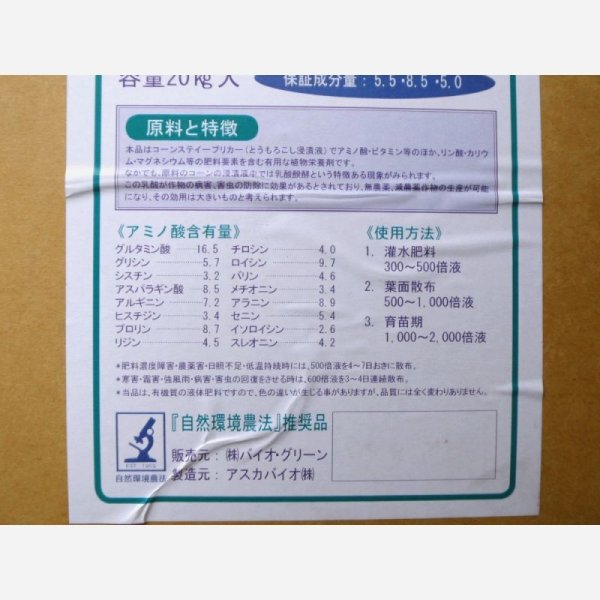 容量20kg入
保証成分量：5.5・8.5・5.0
原料と特徴
本品はコーンステイープリカー(とうもろこし浸漬液)でアミノ酸・ビタミン等のほか、リン酸・カリウ
ム・マグネシウム等の肥料要素を含む有用な植物栄養剤です。
なかでも、原料のコーンの浸漬液中では乳酸醗酵という特徴ある現象がみられます。
この乳酸が作物の病害、害虫の防除に効果があるとされており、無農薬、減農薬作物の生産が可能
になり、その効用は大きいものと考えられます。
《アミノ酸含有量》
グルタミン酸 16.5 チロシン 4.0
グリシン 5.7 ロイシン 9.7
シスチン 3.2 バリン 4.6
アスパラギン酸 8.5 メチオニン 3.4
アルギニン 7.2 アラニン 8.9
ヒスチジン 3.4 セニン 5.4
プロリン 8.7 イソロイシン 2.6
リジン 4.5 スレオニン 4.2
《使用方法》
1. 灌水肥料
300～500倍液
2. 葉面散布
500～1,000倍液
3. 育苗期
1,000～2,000倍液
*肥料濃度障害・農薬害・日照不足・低温持続時には、500倍液を4～7日おきに散布。
*寒害・霜害・強風雨・病害・害虫の回復をさせる時は、600倍液を3～4日連続散布。
*当品は、有機質の液体肥料ですので、色の違いが生じる事がありますが、品質には全く変わりありません。
自然環境農法
『自然環境農法』推奨品
販売元：㈱バイオ・グリーン
製造元：アスカバイオ㈱